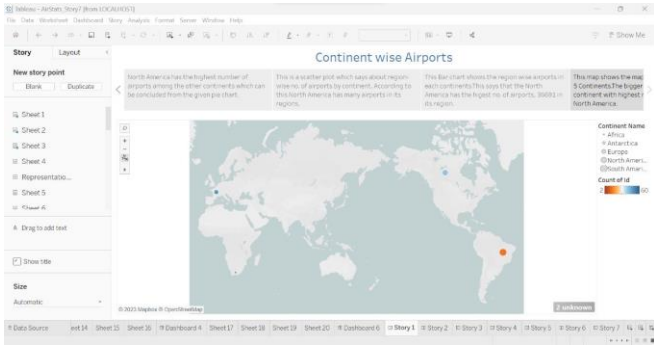 Tableau - AirStats_Story7 [from LOCALHOST]
File Data Worksheet Dashboard Story Analysis Format Server Window Help
Show Me
Story Layout
New story point
Blank Duplicate
Sheet 1
Sheet 2
Sheet 3
Sheet 4
Representatio...
Sheet 5
Sheet 6
A Drag to add text
Show title
Size
Automatic
Continent wise Airports
North America has the highest number of
airports among the other continents which can
be concluded from the given pie chart.
This is a scatter plot which says about region-
wise no. of airports by continents. According to
this North America has many airports in its
regions.
This Bar chart shows the region wise airports in
each continents.This says that the North
America has the higest no. of airports,
its region.
This map shows the map
5 Continents.The bigger
continent with highest
North America.
Continent Name
Africa
Antarctica
Europe
North Ameri...
South Ameri...
Count of Id
2 60
© 2023 Mapbox © OpenStreetMap
2 unknown
Data Source eet 14 Sheet 15 Sheet 16 Dashboard 4 Sheet 17 Sheet 18 Sheet 19 Sheet 20 Dashboard 6 Story 1 Story 2 Story 3 Story 4 Story 5 Story 6 Story 7